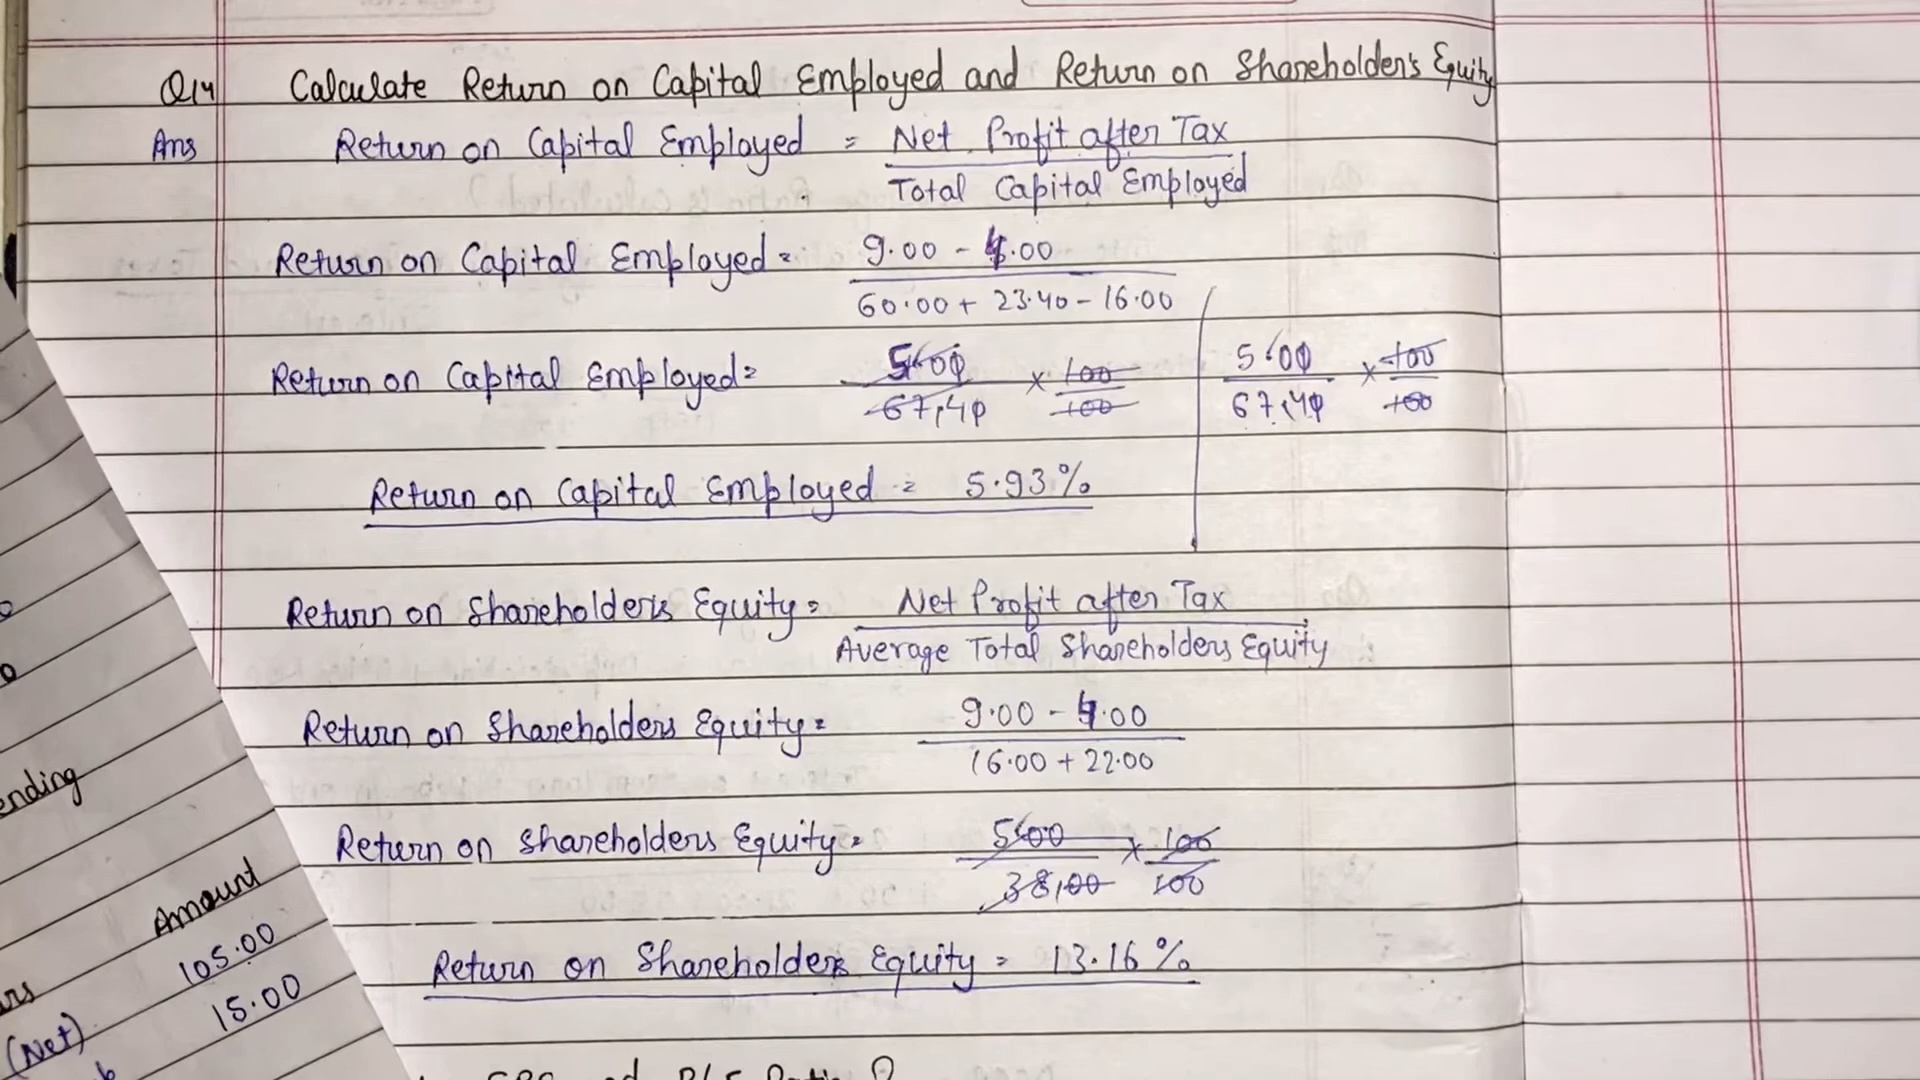 Q14 Calculate Return on Capital Employed and Return on Shareholder's Equity
Ans Return on Capital Employed = Net Profit after Tax
Total Capital Employed
Return on Capital Employed = 9.00 - 4.00
60.00 + 23.40 - 16.00
Return on Capital Employed = 5.00 × 100 5.00 × 100
67.40 100 67.40 100
Return on Capital Employed = 5.93%
Return on Shareholders Equity = Net Profit after Tax
Average Total Shareholders Equity
Return on Shareholders Equity = 9.00 - 4.00
16.00 + 22.00
Return on Shareholders Equity = 5.00 × 100
38.00 100
Return on Shareholders Equity = 13.16%
ending
Amount
105.00
15.00
(Net)